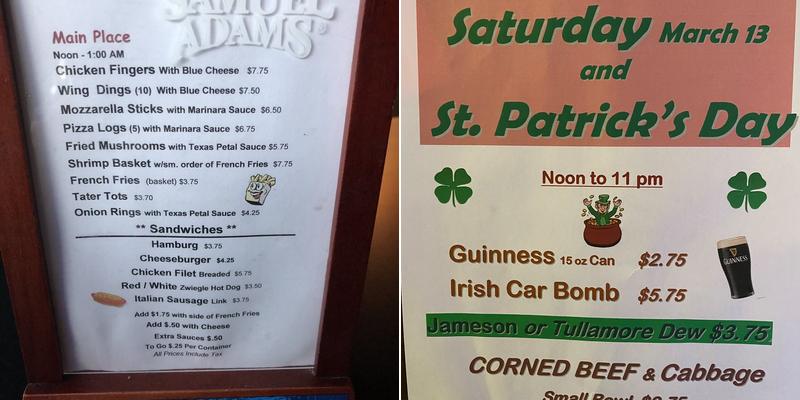 SAMUEL
ADAMS®
Main Place
Noon - 1:00 AM
Chicken Fingers With Blue Cheese $7.75
Wing Dings (10) With Blue Cheese $7.50
Mozzarella Sticks with Marinara Sauce $6.50
Pizza Logs (5) with Marinara Sauce $6.75
Fried Mushrooms with Texas Petal Sauce $5.75
Shrimp Basket w/sm. order of French Fries $7.75
French Fries (basket) $3.75
Tater Tots $3.70
Onion Rings with Texas Petal Sauce $4.25
** Sandwiches **
Hamburg $3.75
Cheeseburger $4.25
Chicken Filet Breaded $5.75
Red / White Zwiegle Hot Dog $3.50
Italian Sausage Link $3.75
Add $1.75 with side of French Fries
Add $.50 with Cheese
Extra Sauces $.50
To Go $.25 Per Container
All Prices Include Tax
Saturday March 13
and
St. Patrick's Day
Noon to 11 pm
Guinness 15 oz Can $2.75
GUINNESS
Irish Car Bomb $5.75
Jameson or Tullamore Dew $3.75
CORNED BEEF & Cabbage
Small Bowl